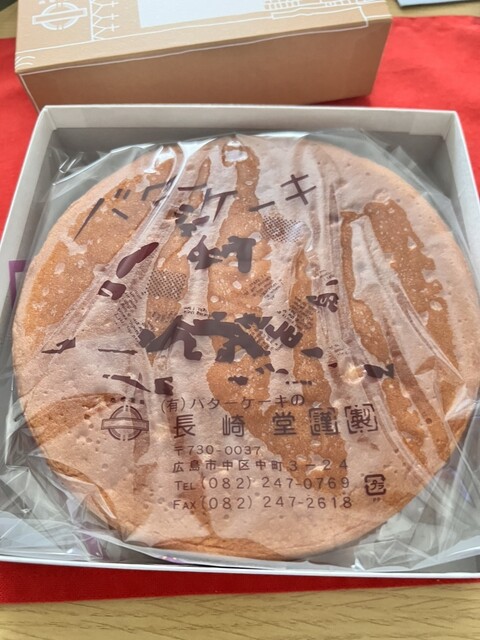 バターケーキ
(有)バターケーキの
長崎堂 謹製
〒730-0037
広島市中区中町3-24
TEL(082)247-0769
FAX(082)247-2618